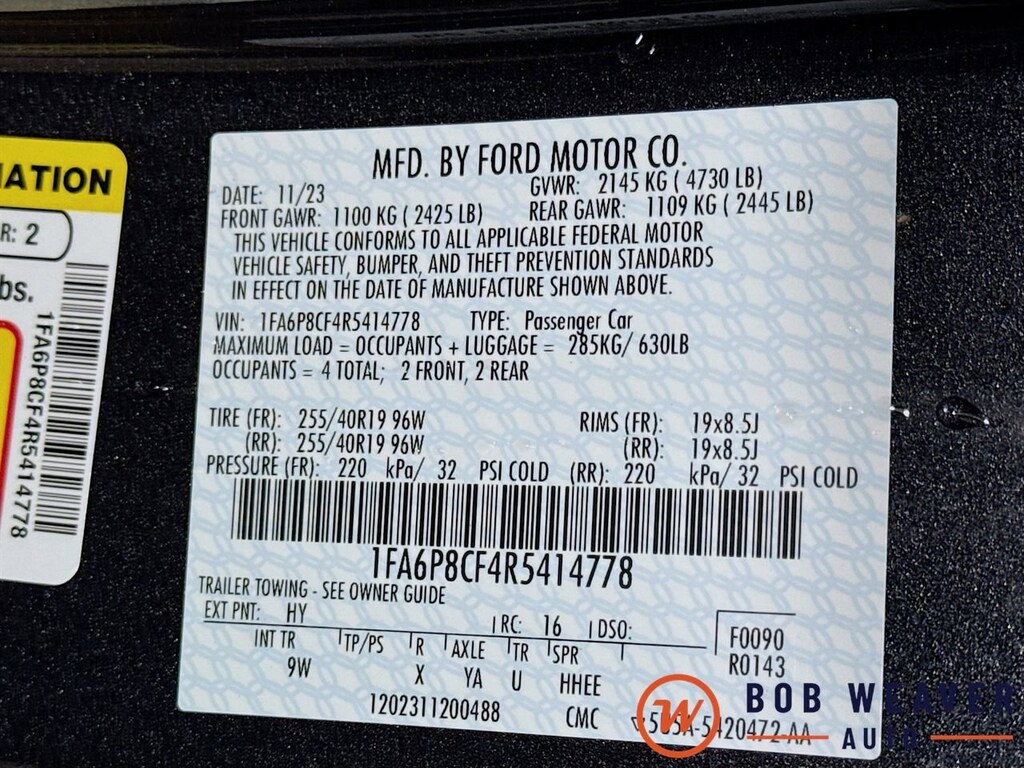 MATION
R: 2
bs.
1FA6P8CF4R5414778
MFD. BY FORD MOTOR CO.
DATE: 11/23 GVWR: 2145 KG ( 4730 LB)
FRONT GAWR: 1100 KG ( 2425 LB) REAR GAWR: 1109 KG ( 2445 LB)
THIS VEHICLE CONFORMS TO ALL APPLICABLE FEDERAL MOTOR
VEHICLE SAFETY, BUMPER, AND THEFT PREVENTION STANDARDS
IN EFFECT ON THE DATE OF MANUFACTURE SHOWN ABOVE.
VIN: 1FA6P8CF4R5414778 TYPE: Passenger Car
MAXIMUM LOAD = OCCUPANTS + LUGGAGE = 285KG/ 630LB
OCCUPANTS = 4 TOTAL; 2 FRONT, 2 REAR
TIRE (FR): 255/40R19 96W RIMS (FR): 19x8.5J
(RR): 255/40R19 96W (RR): 19x8.5J
PRESSURE (FR): 220 kPa/ 32 PSI COLD (RR): 220 kPa/ 32 PSI COLD
1FA6P8CF4R5414778
TRAILER TOWING - SEE OWNER GUIDE
EXT PNT: HY RC: 16 DSO: F0090
INT TR TP/PS R AXLE TR SPR R0143
9W X YA U HHEE
1202311200488 CMC
W BOB WEAVER
AUTO